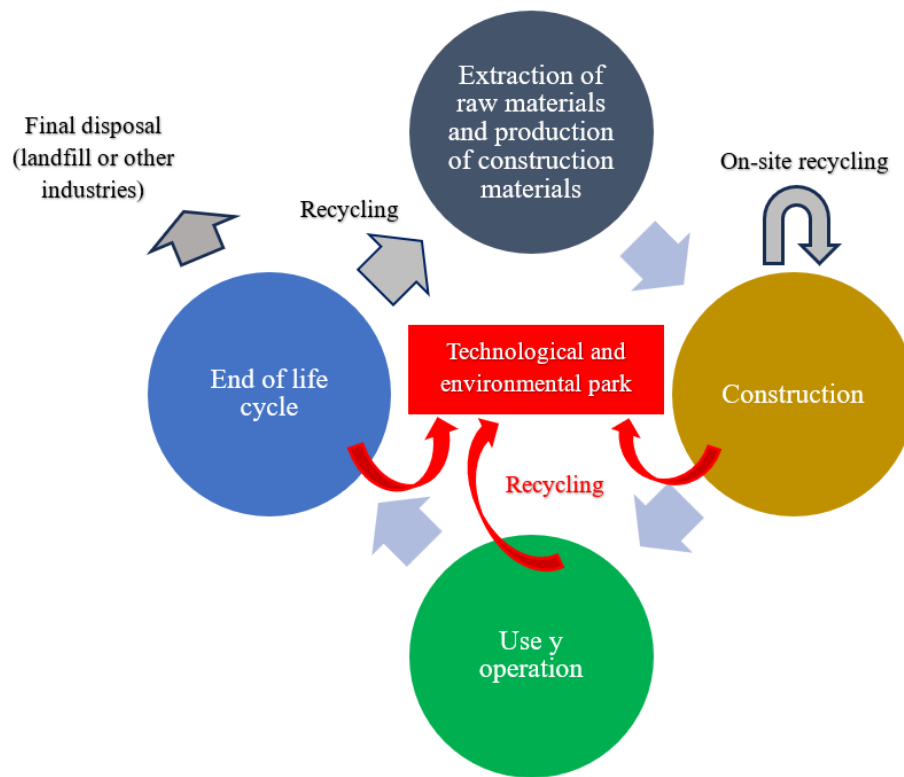 Extraction of
raw materials
and production
of construction
materials
Final disposal
(landfill or other
industries)
Recycling
On-site recycling
Technological and
environmental park
End of life
cycle
Construction
Recycling
Use y
operation